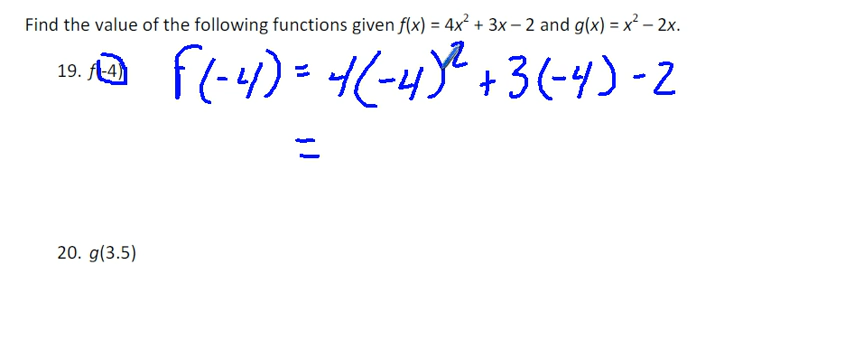 Find the value of the following functions given f(x) = 4x² + 3x – 2 and g(x) = x² – 2x.
19. f(-4) f(-4) = 4(-4)² + 3(-4) - 2
=
20. g(3.5)